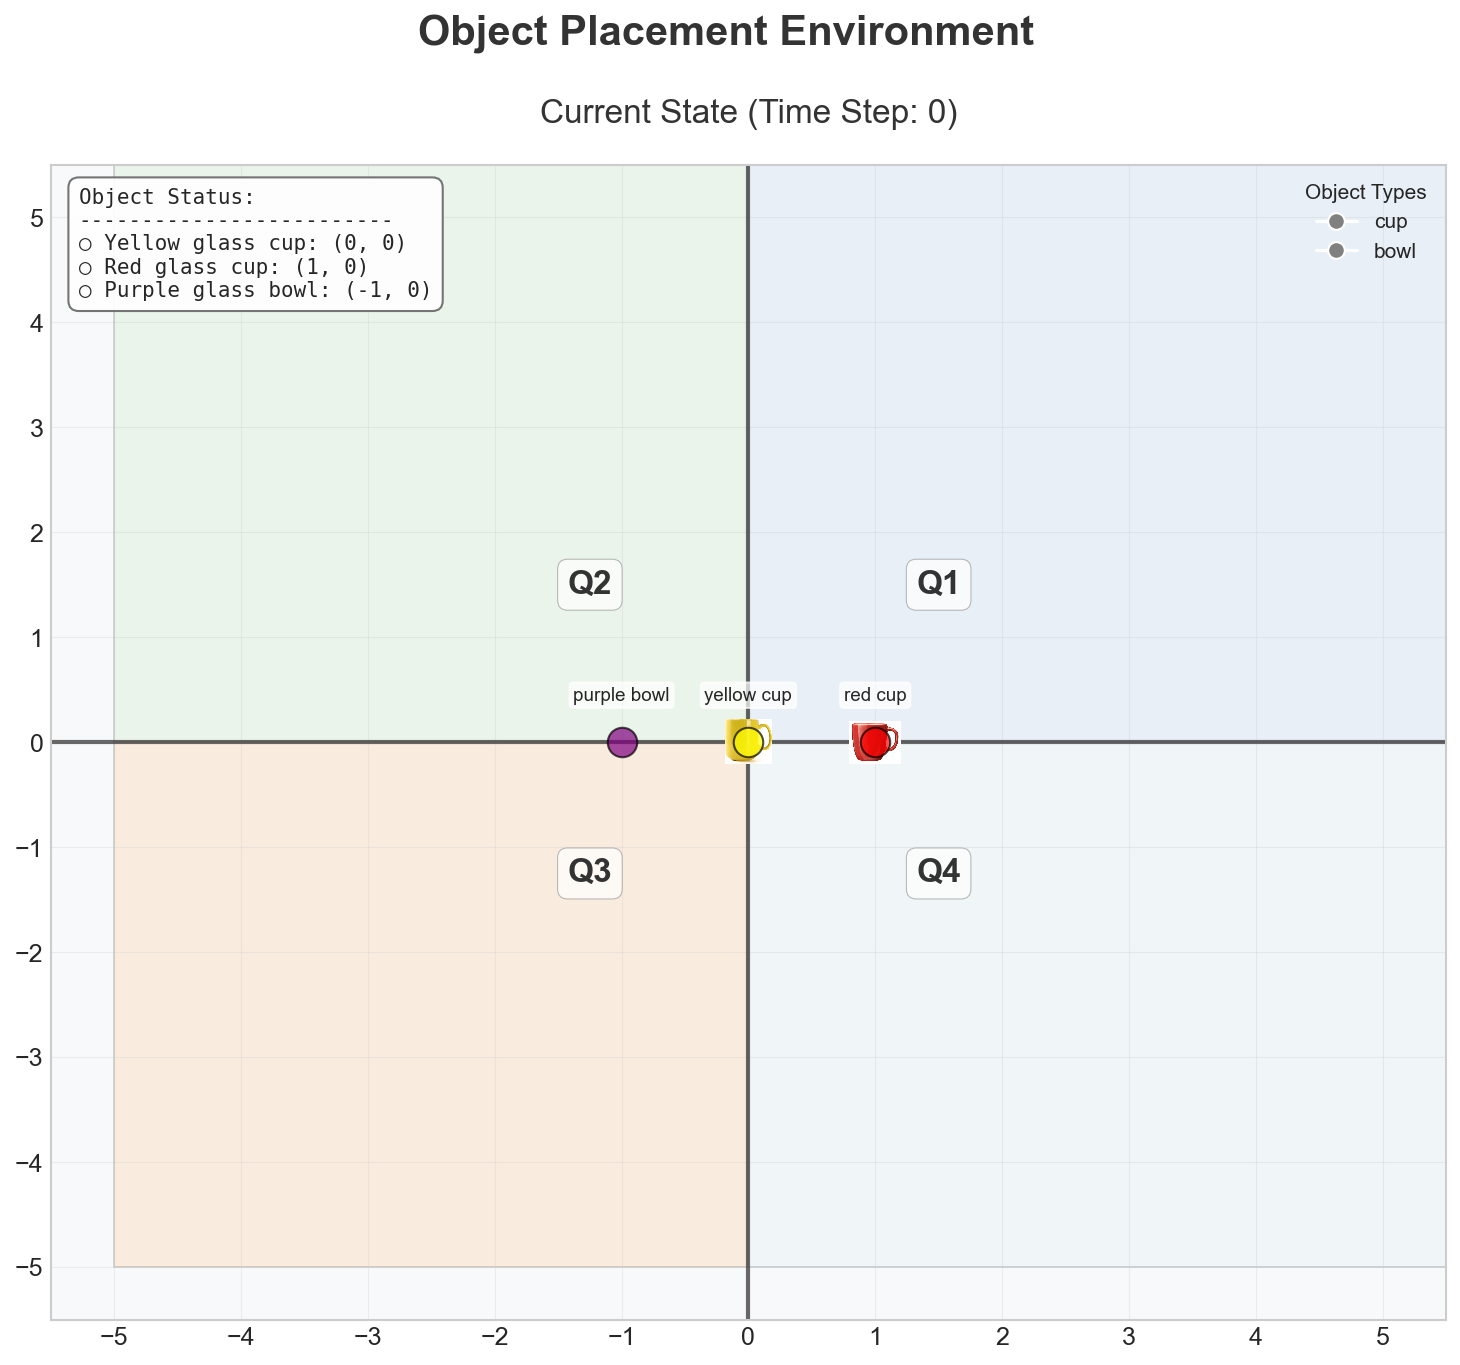 Object Placement Environment
Current State (Time Step: 0)
Object Status:
-------------------------
○ Yellow glass cup: (0, 0)
○ Red glass cup: (1, 0)
○ Purple glass bowl: (-1, 0)
Object Types
cup
bowl
5
4
3
2
1
0
−1
−2
−3
−4
−5
Q2
Q1
purple bowl
yellow cup
red cup
Q3
Q4
−5
−4
−3
−2
−1
0
1
2
3
4
5